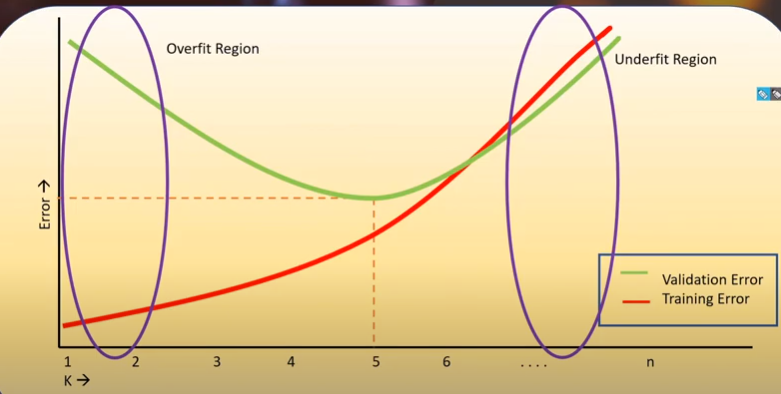 Overfit Region
Underfit Region
Error →
Validation Error
Training Error
1 2 3 4 5 6 .... n
K →